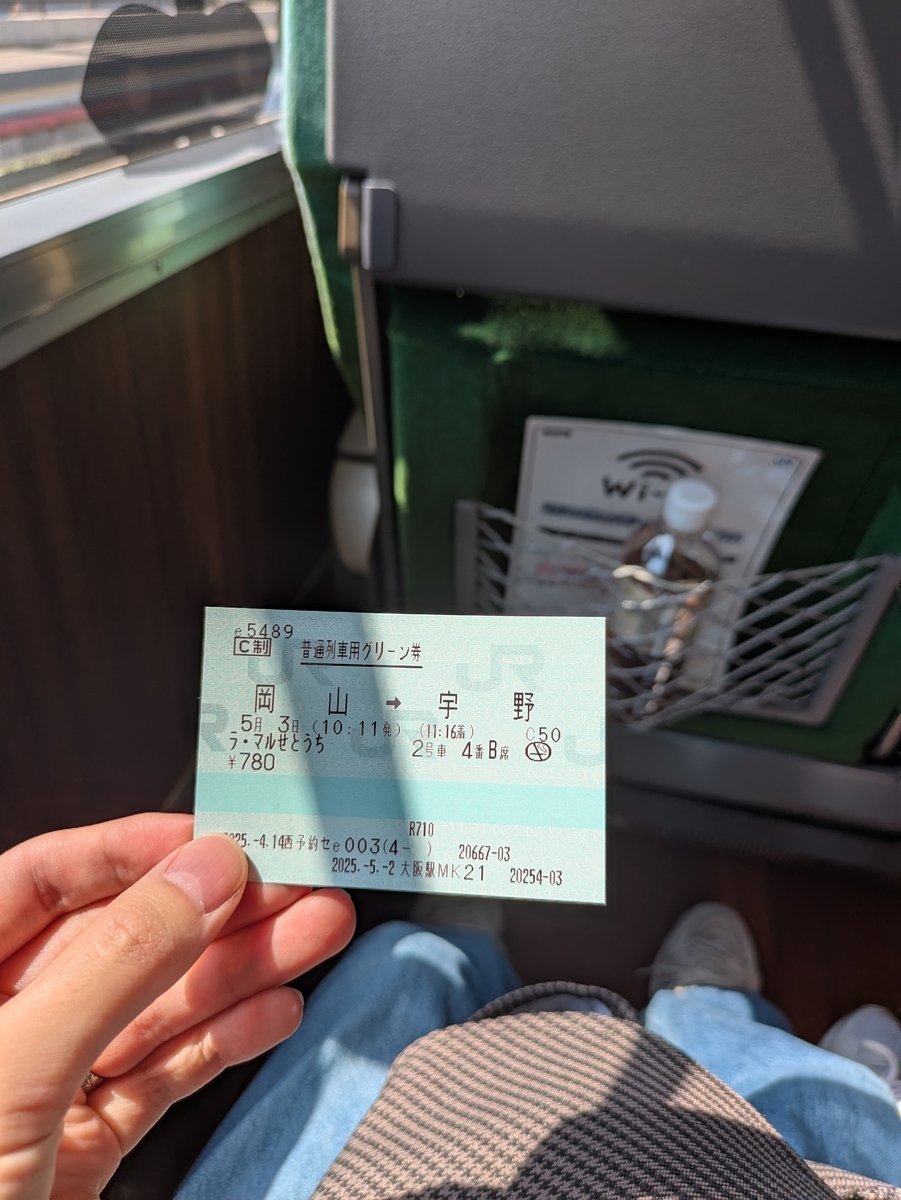 Wi-
e5489
C制 普通列車用グリーン券
岡 山 → 宇 野
5月 3日 (10:11発) (11:16着) C50
ラ・マルせとうち 2号車 4番B席
¥780
R710
025.-4.14西予約セe003(4- ) 20667-03
2025.-5.-2 大阪駅MK21 20254-03